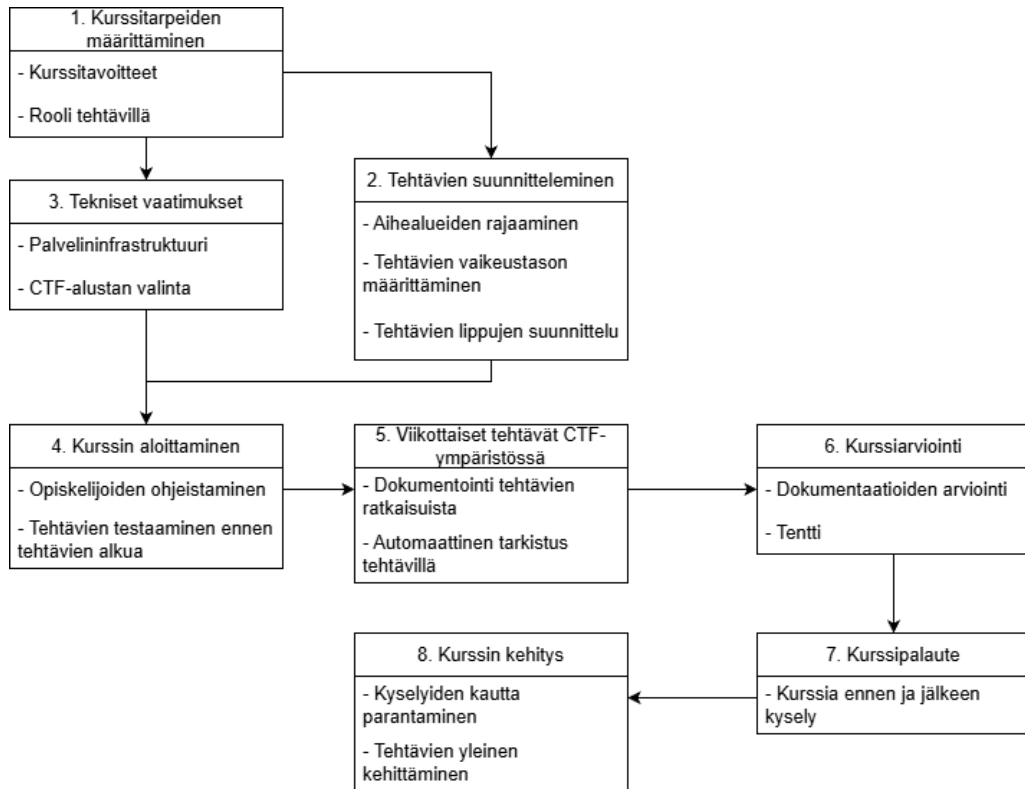 1. Kurssitarpeiden
määrittäminen
- Kurssitavoitteet
- Rooli tehtävillä
2. Tehtävien suunnitteleminen
- Aihealueiden rajaaminen
- Tehtävien vaikeustason
määrittäminen
- Tehtävien lippujen suunnittelu
3. Tekniset vaatimukset
- Palvelininfrastruktuuri
- CTF-alustan valinta
4. Kurssin aloittaminen
- Opiskelijoiden ohjeistaminen
- Tehtävien testaaminen ennen
tehtävien alkua
5. Viikottaiset tehtävät CTF-
ympäristössä
- Dokumentointi tehtävien
ratkaisuista
- Automaattinen tarkistus
tehtävillä
6. Kurssiarviointi
- Dokumentaatioiden arviointi
- Tentti
7. Kurssipalaute
- Kurssia ennen ja jälkeen
kysely
8. Kurssin kehitys
- Kyselyiden kautta
parantaminen
- Tehtävien yleinen
kehittäminen